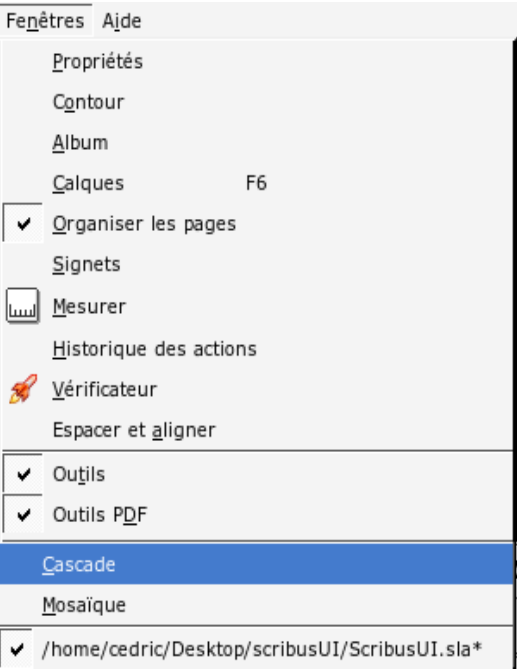 Fenêtres Aide
Propriétés
Contour
Album
Calques F6
Organiser les pages
Signets
Mesurer
Historique des actions
Vérificateur
Espacer et aligner
Outils
Outils PDF
Cascade
Mosaïque
/home/cedric/Desktop/scribusUI/ScribusUI.sla*